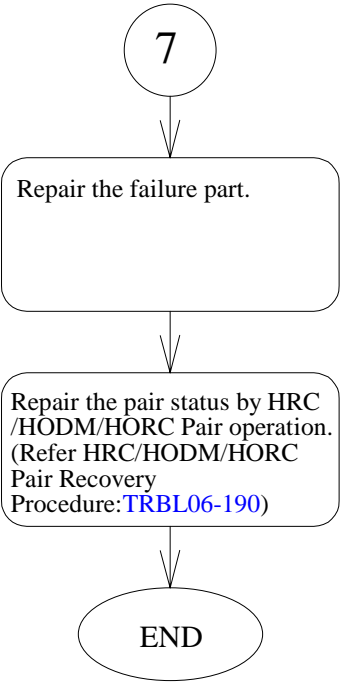 7
Repair the failure part.
Repair the pair status by HRC
/HODM/HORC Pair operation.
(Refer HRC/HODM/HORC
Pair Recovery
Procedure:TRBL06-190)
END